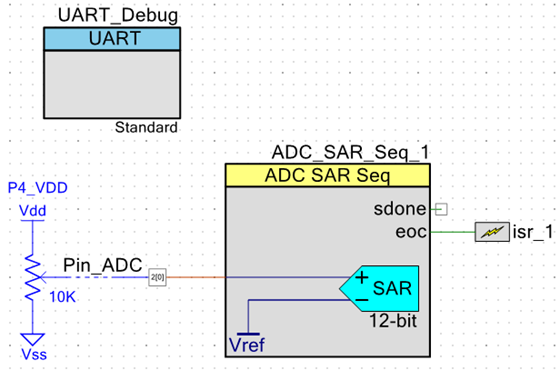 UART_Debug
UART
Standard
ADC_SAR_Seq_1
ADC SAR Seq
sdone
eoc
isr_1
P4_VDD
Vdd
Pin_ADC
2[0]
10K
Vss
+
SAR
−
12-bit
Vref